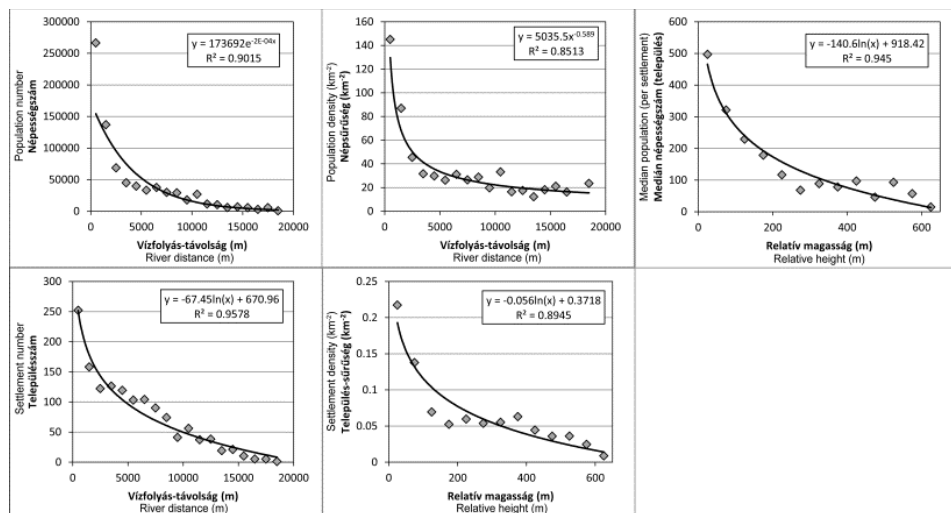 Population number
Népességszám
300000
250000
200000
150000
100000
50000
0
y = 173692e^-2E-04x
R² = 0.9015
0 5000 10000 15000 20000
Vízfolyás-távolság (m)
River distance (m)
Population density (km⁻²)
Népsűrűség (km⁻²)
160
140
120
100
80
60
40
20
0
y = 5035.5x^-0.589
R² = 0.8513
0 5000 10000 15000 20000
Vízfolyás-távolság (m)
River distance (m)
Median population (per settlement)
Medián népességszám (település)
600
500
400
300
200
100
0
y = -140.6ln(x) + 918.42
R² = 0.945
0 200 400 600
Relatív magasság (m)
Relative height (m)
Settlement number
Településszám
300
250
200
150
100
50
0
y = -67.45ln(x) + 670.96
R² = 0.9578
0 5000 10000 15000 20000
Vízfolyás-távolság (m)
River distance (m)
Settlement density (km⁻²)
Település-sűrűség (km⁻²)
0.25
0.2
0.15
0.1
0.05
0
y = -0.056ln(x) + 0.3718
R² = 0.8945
0 200 400 600
Relatív magasság (m)
Relative height (m)